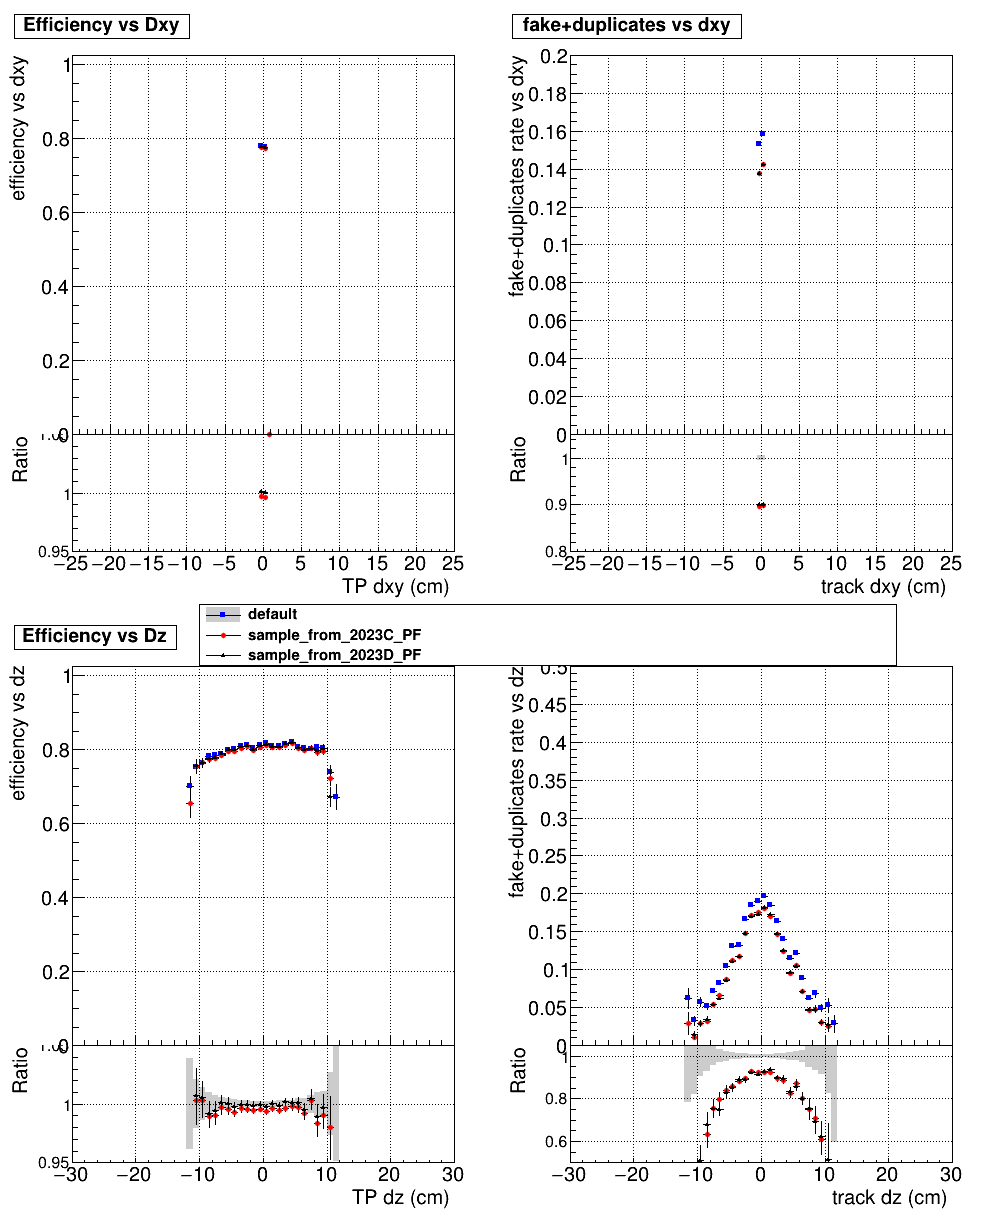 Efficiency vs Dxy
efficiency vs dxy
1
0.8
0.6
0.4
0.2
0
Ratio
1
0.95
−25 −20 −15 −10 −5 0 5 10 15 20 25
TP dxy (cm)
fake+duplicates vs dxy
fake+duplicates rate vs dxy
0.2
0.18
0.16
0.14
0.12
0.1
0.08
0.06
0.04
0.02
0
Ratio
1
0.9
0.8
−25 −20 −15 −10 −5 0 5 10 15 20 25
track dxy (cm)
default
sample_from_2023C_PF
sample_from_2023D_PF
Efficiency vs Dz
efficiency vs dz
1
0.8
0.6
0.4
0.2
0
Ratio
1
0.95
−30 −20 −10 0 10 20 30
TP dz (cm)
fake+duplicates rate vs dz
0.5
0.45
0.4
0.35
0.3
0.25
0.2
0.15
0.1
0.05
0
Ratio
1
0.8
0.6
−30 −20 −10 0 10 20 30
track dz (cm)